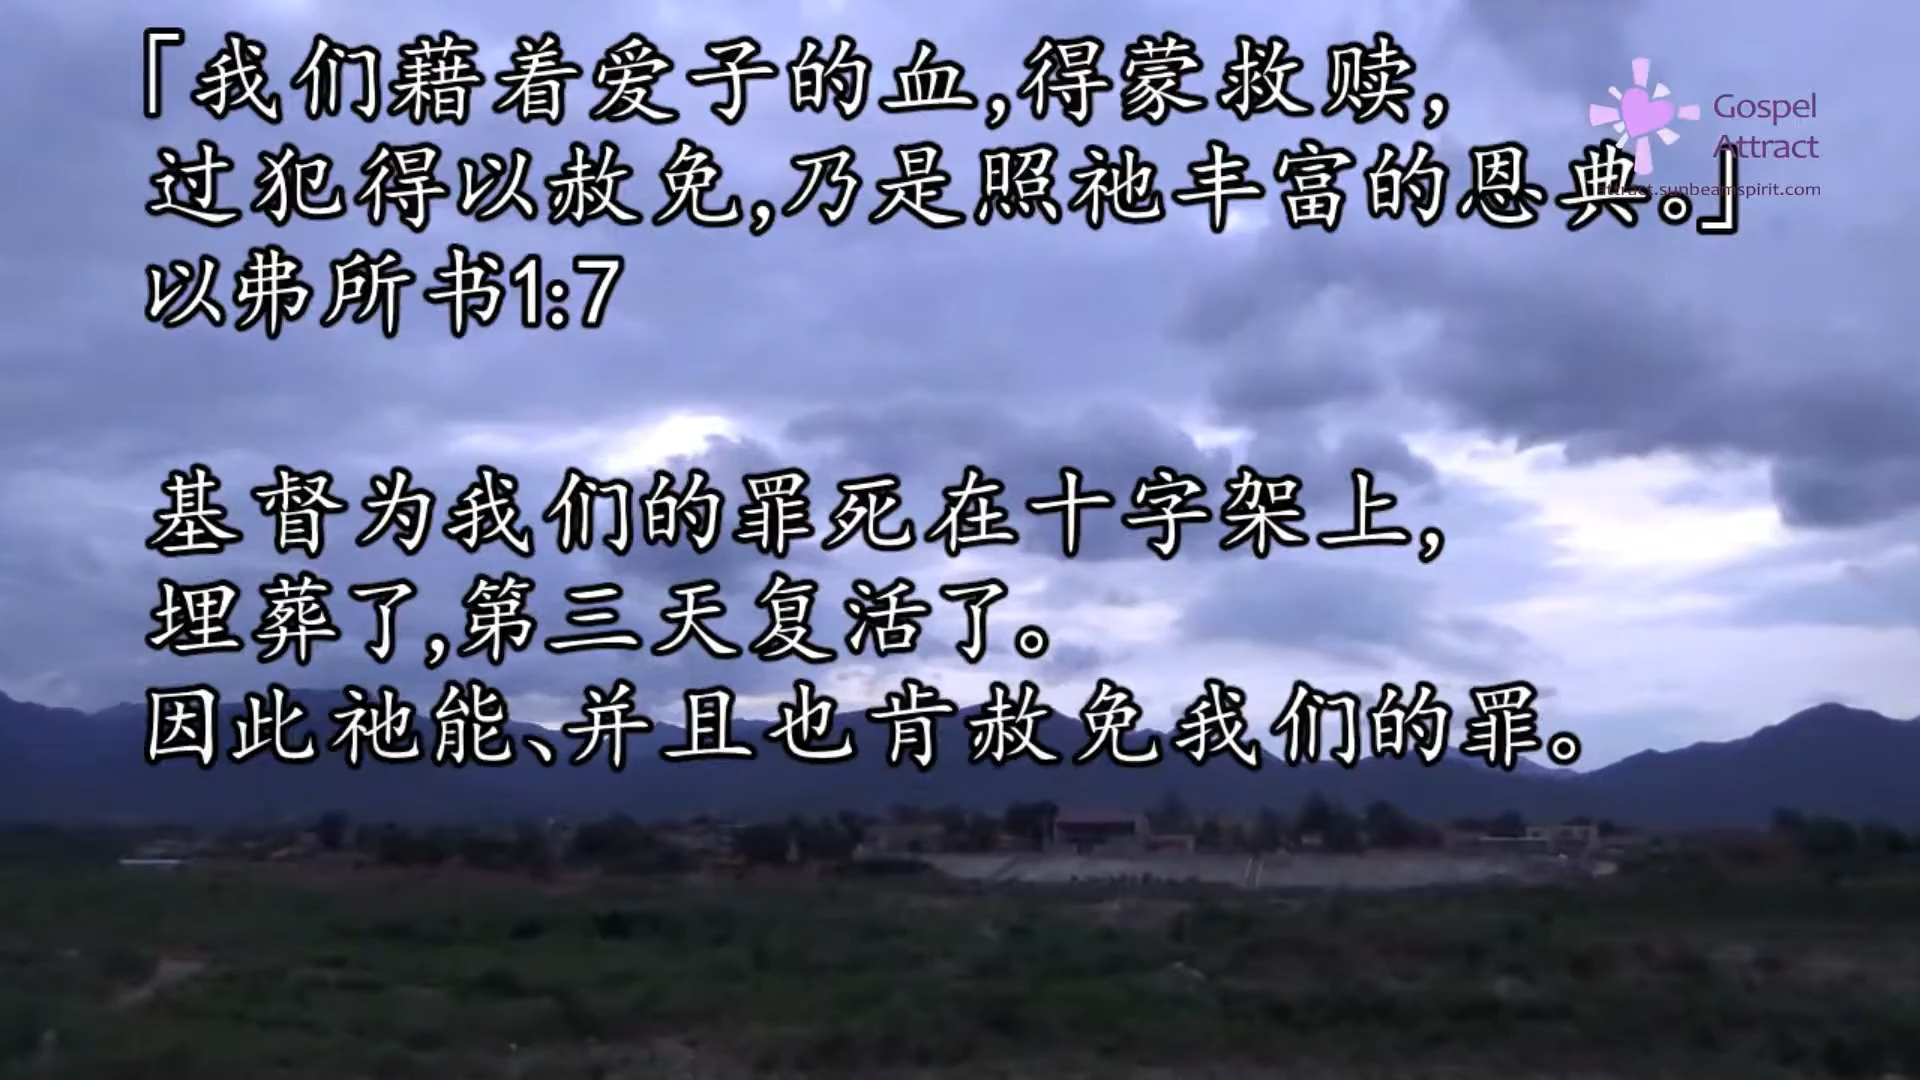 「我们藉着爱子的血,得蒙救赎,
过犯得以赦免,乃是照祂丰富的恩典。」
以弗所书1:7
基督为我们的罪死在十字架上,
埋葬了,第三天复活了。
因此祂能、并且也肯赦免我们的罪。
Gospel
Attract
attract.sunbeamspirit.com